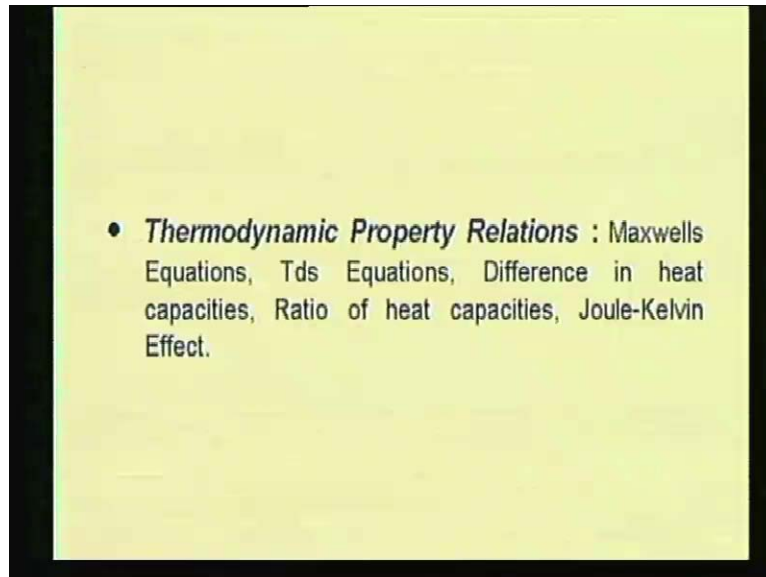 • Thermodynamic Property Relations : Maxwells
Equations, Tds Equations, Difference in heat
capacities, Ratio of heat capacities, Joule-Kelvin
Effect.